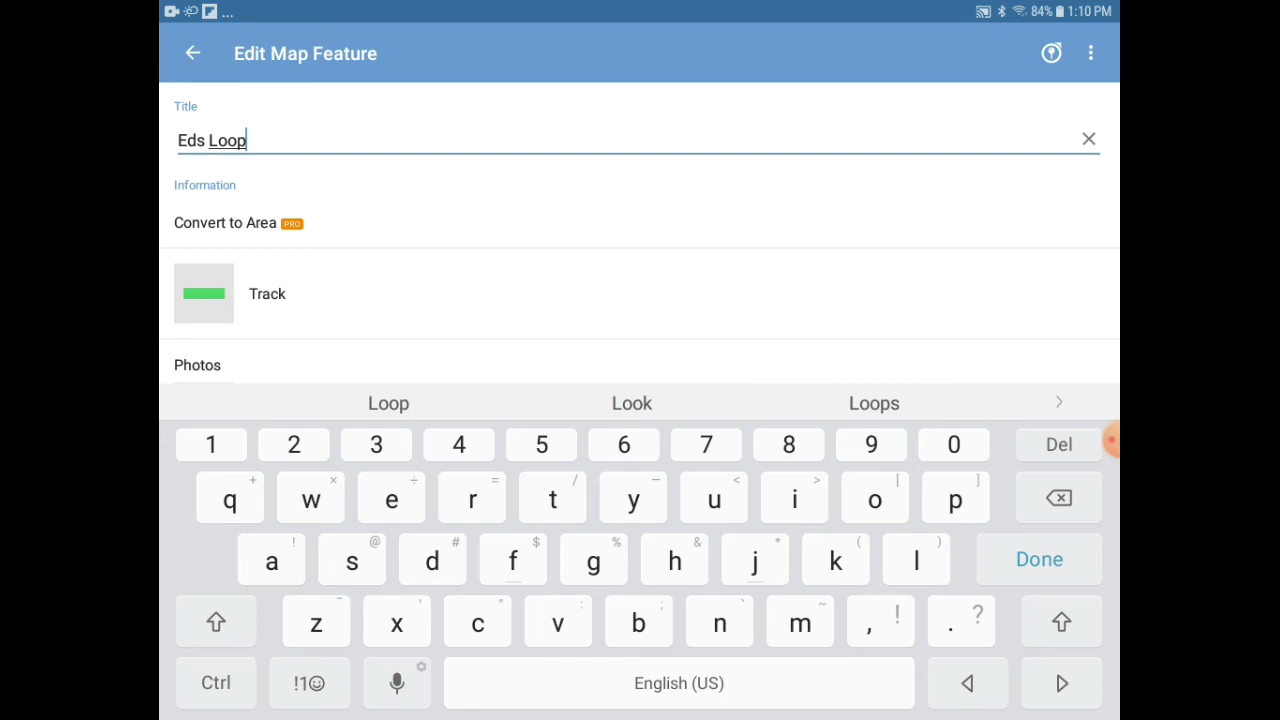 ... 84% 1:10 PM
Edit Map Feature
Title
Eds Loop
Information
Convert to Area PRO
Track
Photos
Loop Look Loops >
1 2 3 4 5 6 7 8 9 0 Del
+ × ÷ = / _ < > [ ]
q w e r t y u i o p
! @ # $ % & * ( )
a s d f g h j k l Done
- ' " : ; ` ~ ! ?
z x c v b n m , .
Ctrl !1☺ English (US)